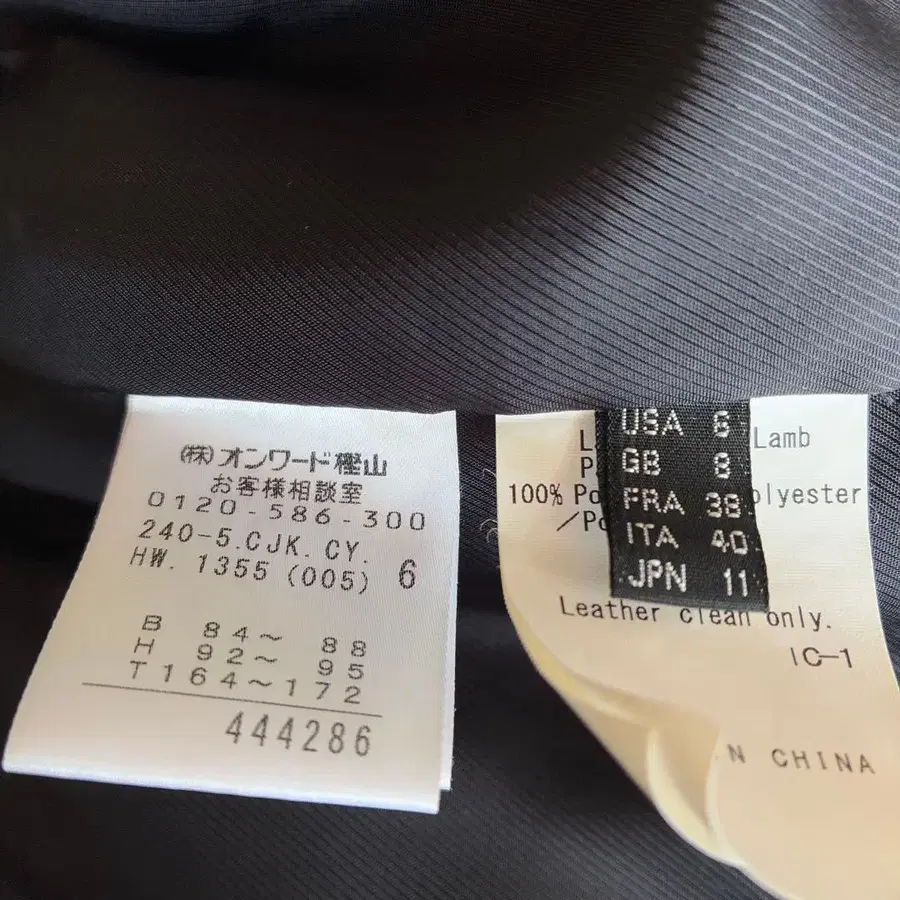 (株)オンワード樫山
お客様相談室
0120-586-300
240-5.CJK.CY.
HW. 1355 (005) 6
B 84～ 88
H 92～ 95
T164～172
444286
USA 6
GB 8
FRA 38
ITA 40
JPN 11
Lamb
100% Po olyester
Leather clean only.
IC-1
N CHINA